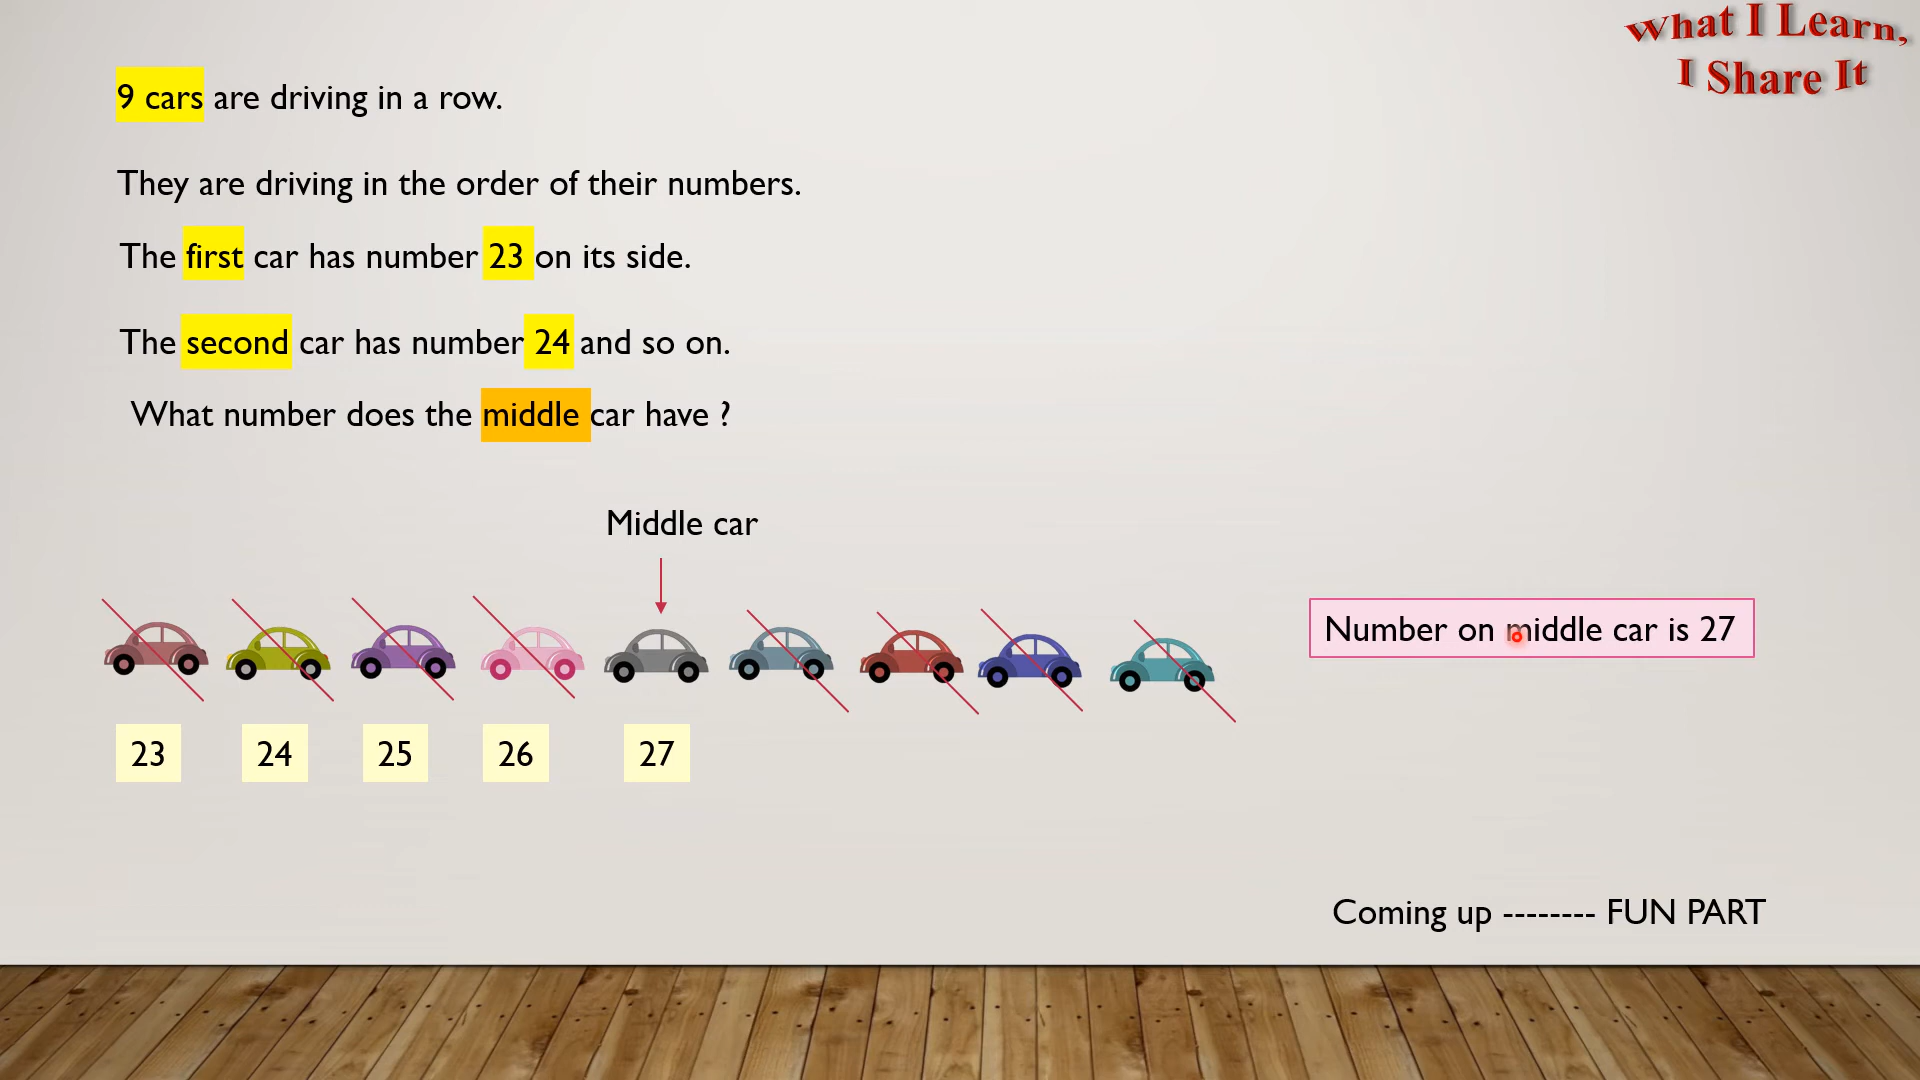 What I Learn,
I Share It
9 cars are driving in a row.
They are driving in the order of their numbers.
The first car has number 23 on its side.
The second car has number 24 and so on.
What number does the middle car have ?
Middle car
Number on middle car is 27
23 24 25 26 27
Coming up -------- FUN PART